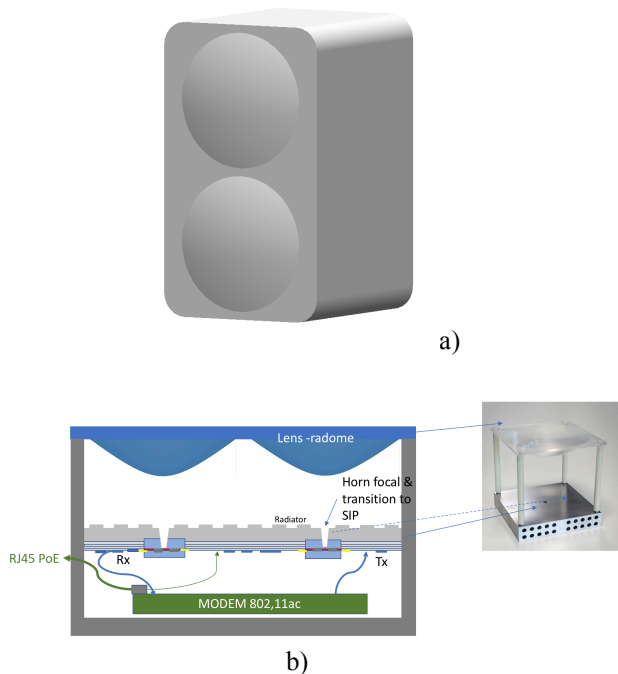 a)
Lens -radome
Horn focal &
transition to
SIP
Radiator
RJ45 PoE
Rx
Tx
MODEM 802,11ac
b)